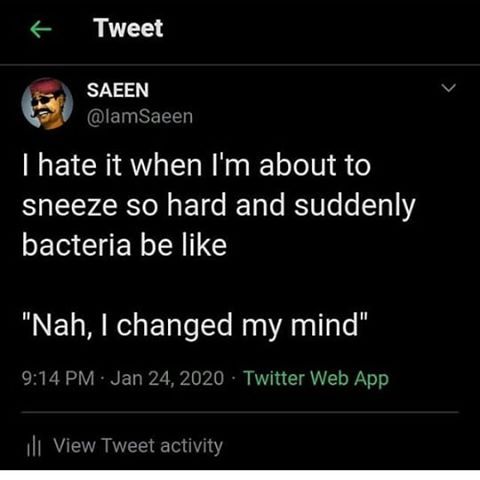 Tweet
SAEEN
@IamSaeen
I hate it when I'm about to
sneeze so hard and suddenly
bacteria be like
"Nah, I changed my mind"
9:14 PM · Jan 24, 2020 · Twitter Web App
View Tweet activity